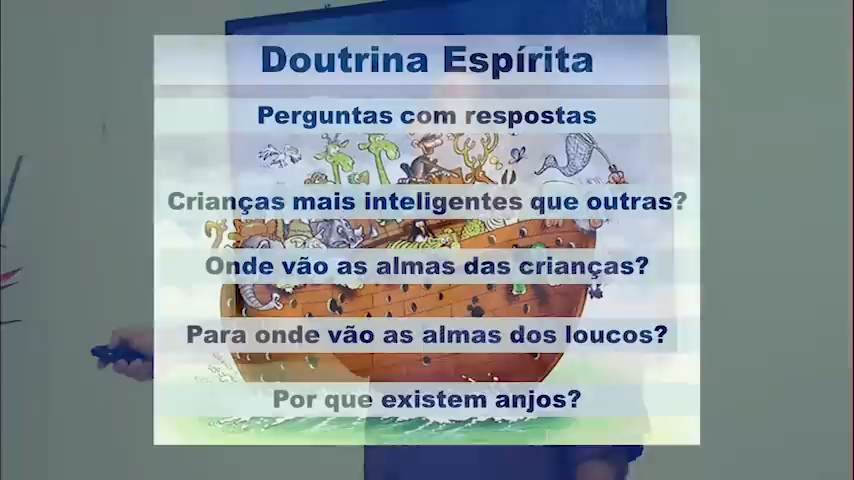 Doutrina Espírita
Perguntas com respostas
Crianças mais inteligentes que outras?
Onde vão as almas das crianças?
Para onde vão as almas dos loucos?
Por que existem anjos?